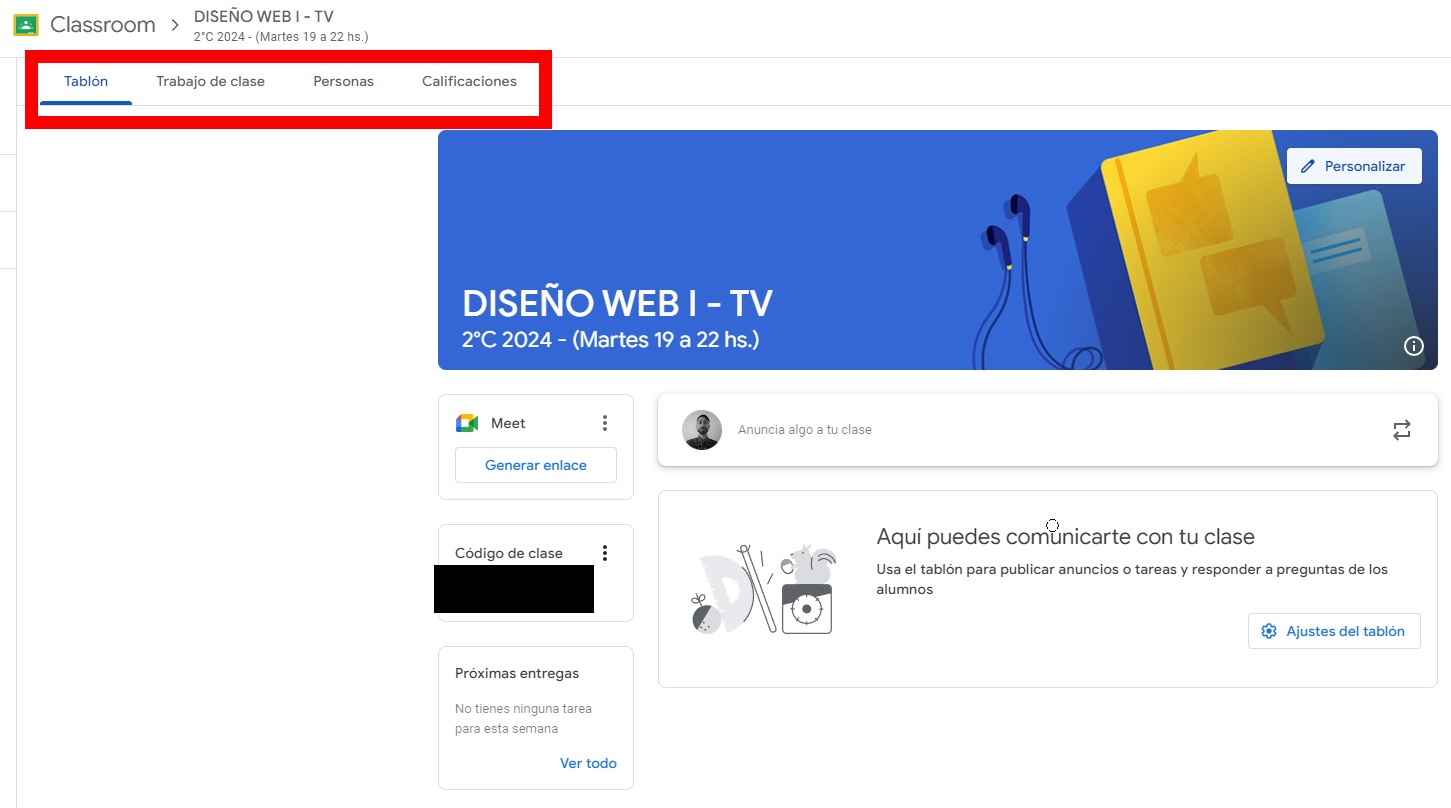 Classroom
DISEÑO WEB I - TV
2°C 2024 - (Martes 19 a 22 hs.)
Tablón
Trabajo de clase
Personas
Calificaciones
Personalizar
DISEÑO WEB I - TV
2°C 2024 - (Martes 19 a 22 hs.)
Meet
Generar enlace
Anuncia algo a tu clase
Código de clase
Aquí puedes comunicarte con tu clase
Usa el tablón para publicar anuncios o tareas y responder a preguntas de los
alumnos
Ajustes del tablón
Próximas entregas
No tienes ninguna tarea
para esta semana
Ver todo